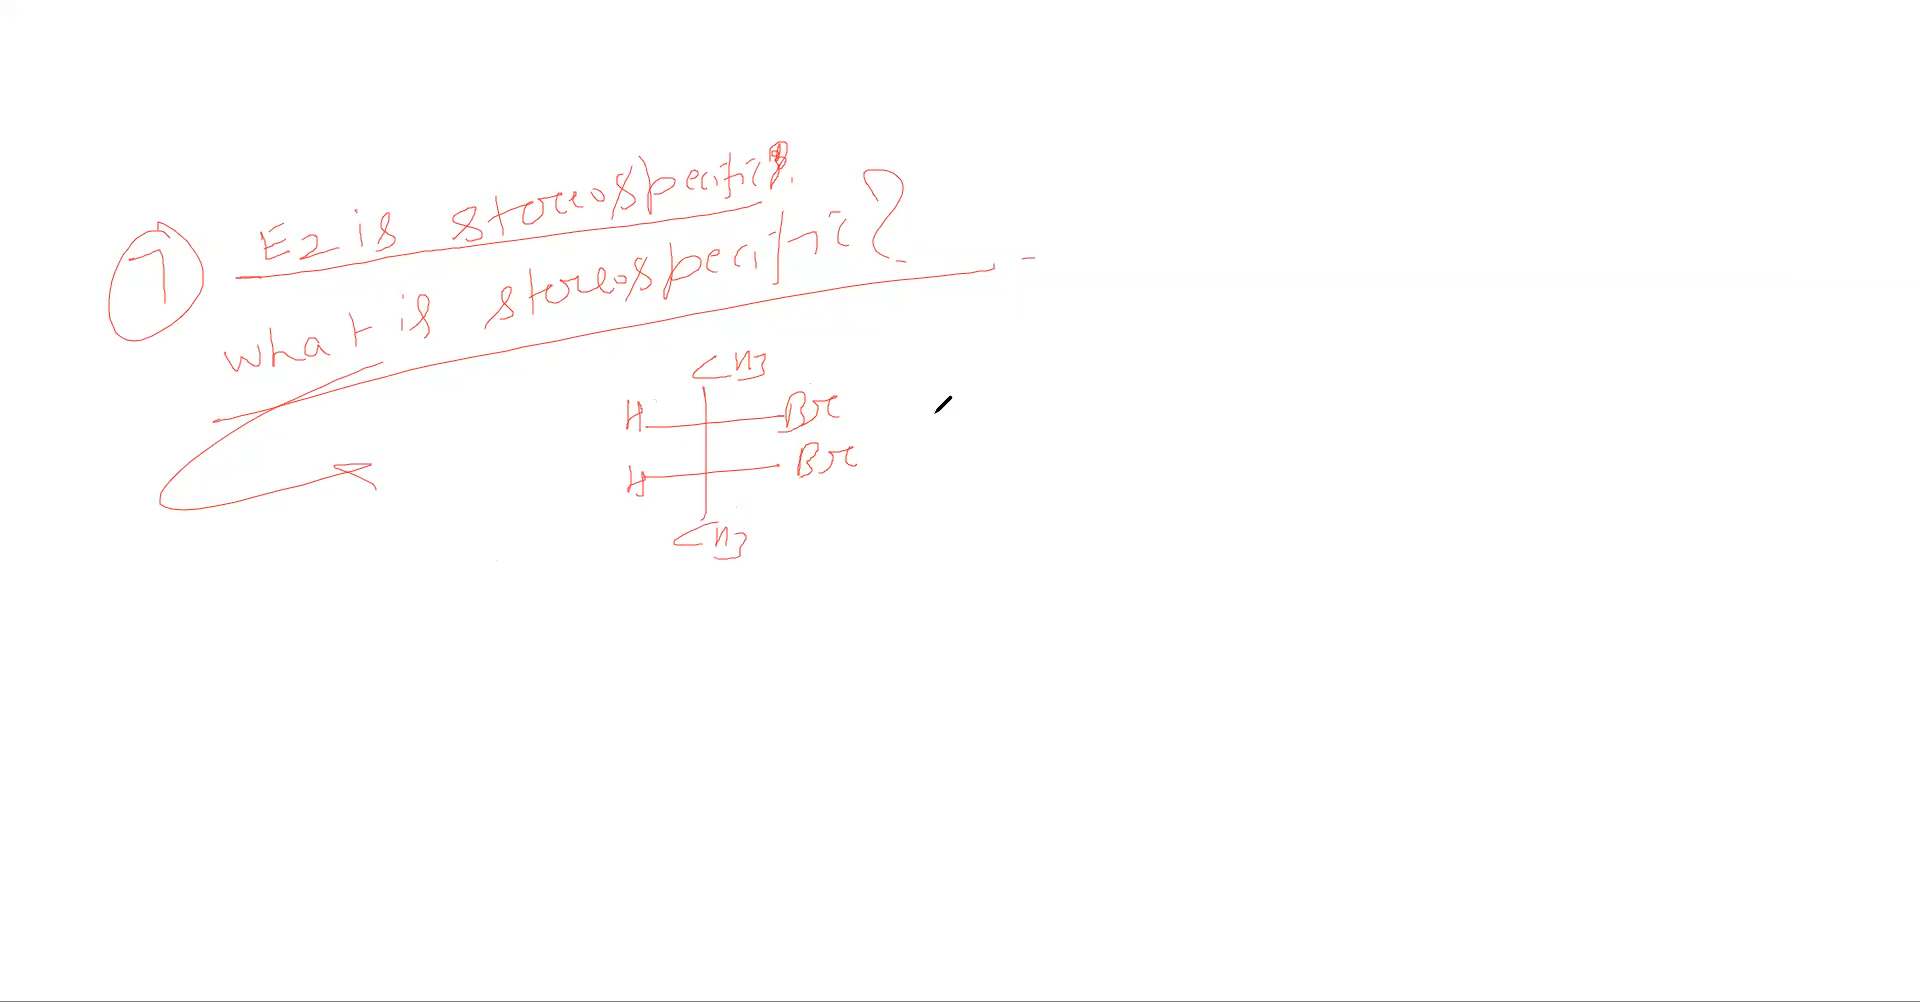 7 E2 is stereospecific.
what is stereospecific?
CH3
H Br
H Br
CH3